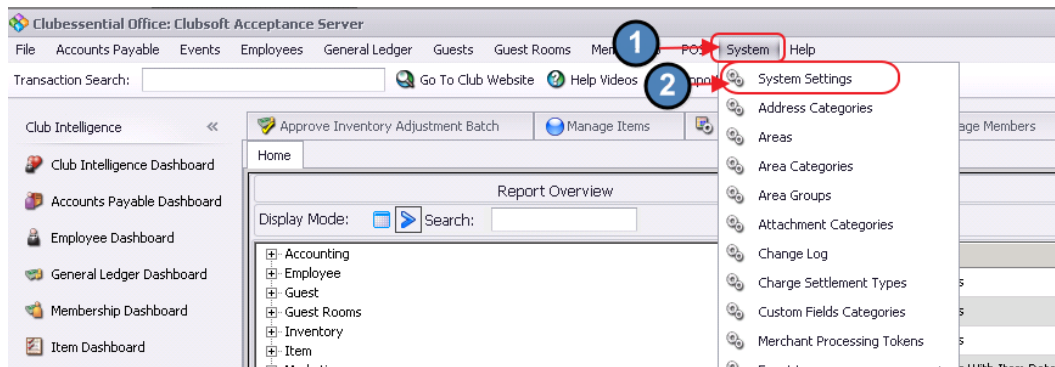 Clubessential Office: Clubsoft Acceptance Server
File Accounts Payable Events Employees General Ledger Guests Guest Rooms 1 System Help
Transaction Search: Go To Club Website Help Videos 2 System Settings
Address Categories
Club Intelligence « Approve Inventory Adjustment Batch Manage Items Areas age Members
Home
Club Intelligence Dashboard Area Categories
Report Overview Area Groups
Accounts Payable Dashboard
Display Mode: Search: Attachment Categories
Employee Dashboard
Accounting Change Log
General Ledger Dashboard Employee
Guest Charge Settlement Types s
Membership Dashboard Guest Rooms Custom Fields Categories s
Inventory
Item Dashboard Item Merchant Processing Tokens s